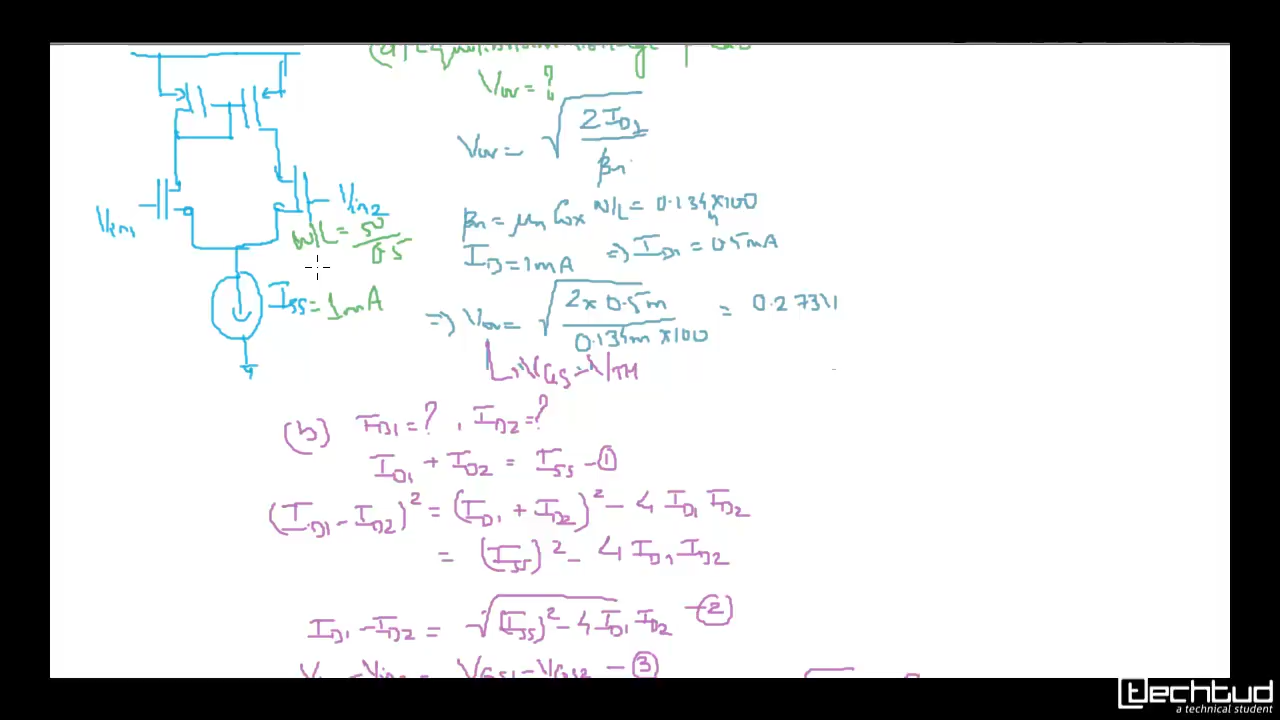 Vov = ?
Vov = √(2ID1 / βn)
βn = μn Cox W/L = 0.134 × 100
ID = 1mA ⇒ ID1 = 0.5mA
⇒ Vov = √(2 × 0.5m / 0.134m × 100) = 0.273V
↳ VGS - VTH
Vin1
Vin2
W/L = 50/0.5
ISS = 1mA
(b) ID1 = ? , ID2 = ?
ID1 + ID2 = ISS - ①
(ID1 - ID2)² = (ID1 + ID2)² - 4 ID1 ID2
= (ISS)² - 4 ID1 ID2
ID1 - ID2 = √((ISS)² - 4 ID1 ID2) - ②
= VGS1 - VGS2 - ③
techtud
a technical student